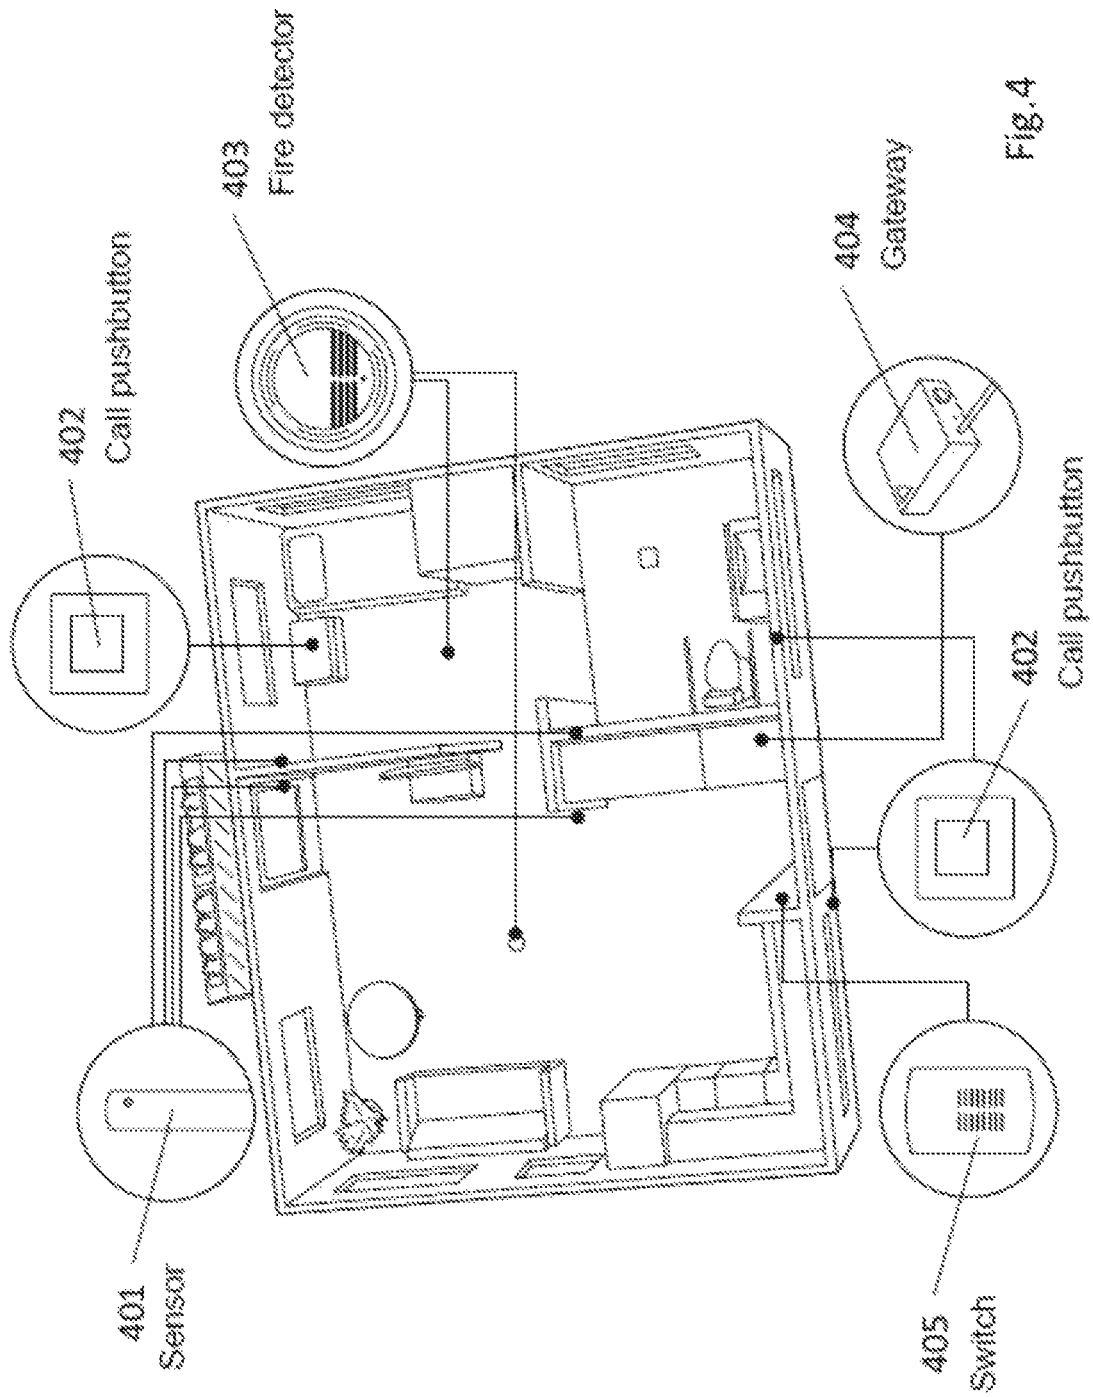 401
Sensor
402
Call pushbutton
403
Fire detector
405
Switch
402
Call pushbutton
404
Gateway
Fig.4